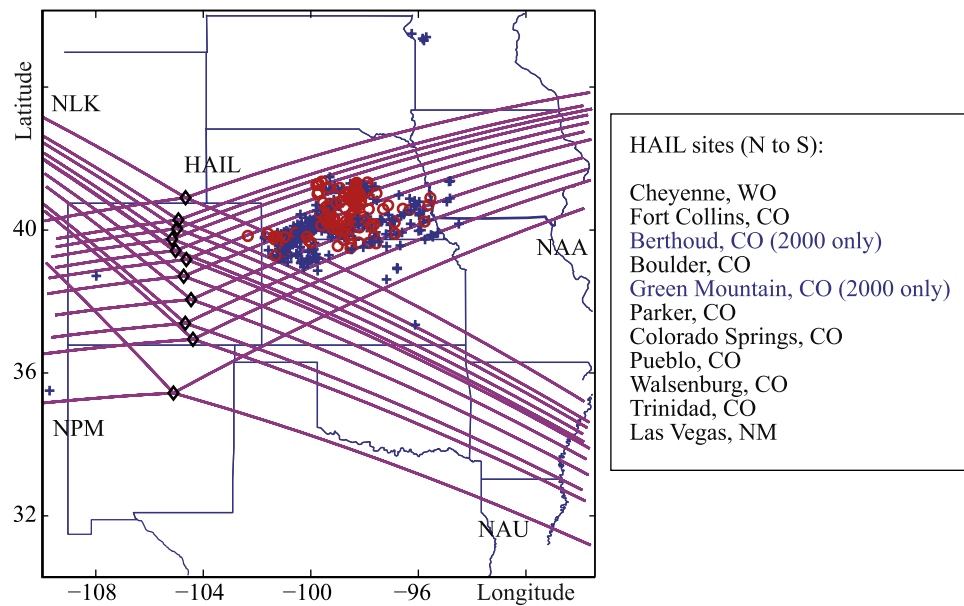 Latitude
NLK
HAIL
40
NAA
36
NPM
32
NAU
−108
−104
−100
−96
Longitude
HAIL sites (N to S):
Cheyenne, WO
Fort Collins, CO
Berthoud, CO (2000 only)
Boulder, CO
Green Mountain, CO (2000 only)
Parker, CO
Colorado Springs, CO
Pueblo, CO
Walsenburg, CO
Trinidad, CO
Las Vegas, NM